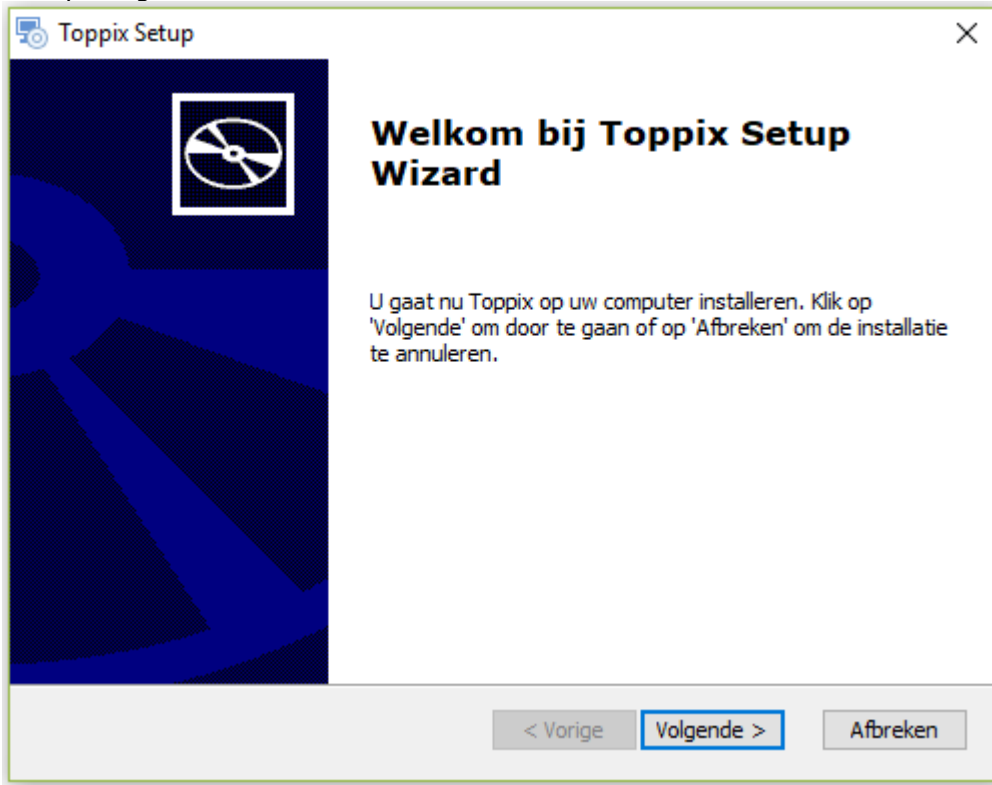 Toppix Setup
Welkom bij Toppix Setup
Wizard
U gaat nu Toppix op uw computer installeren. Klik op
'Volgende' om door te gaan of op 'Afbreken' om de installatie
te annuleren.
< Vorige Volgende > Afbreken